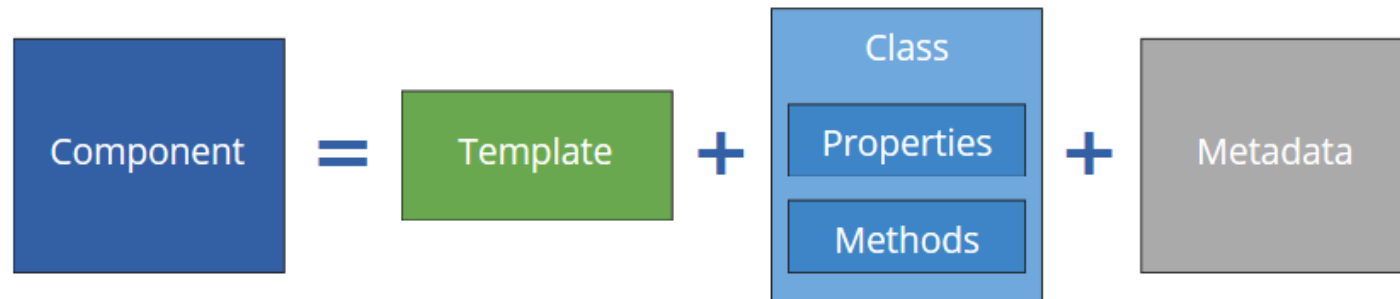 Component
=
Template
+
Class
Properties
Methods
+
Metadata